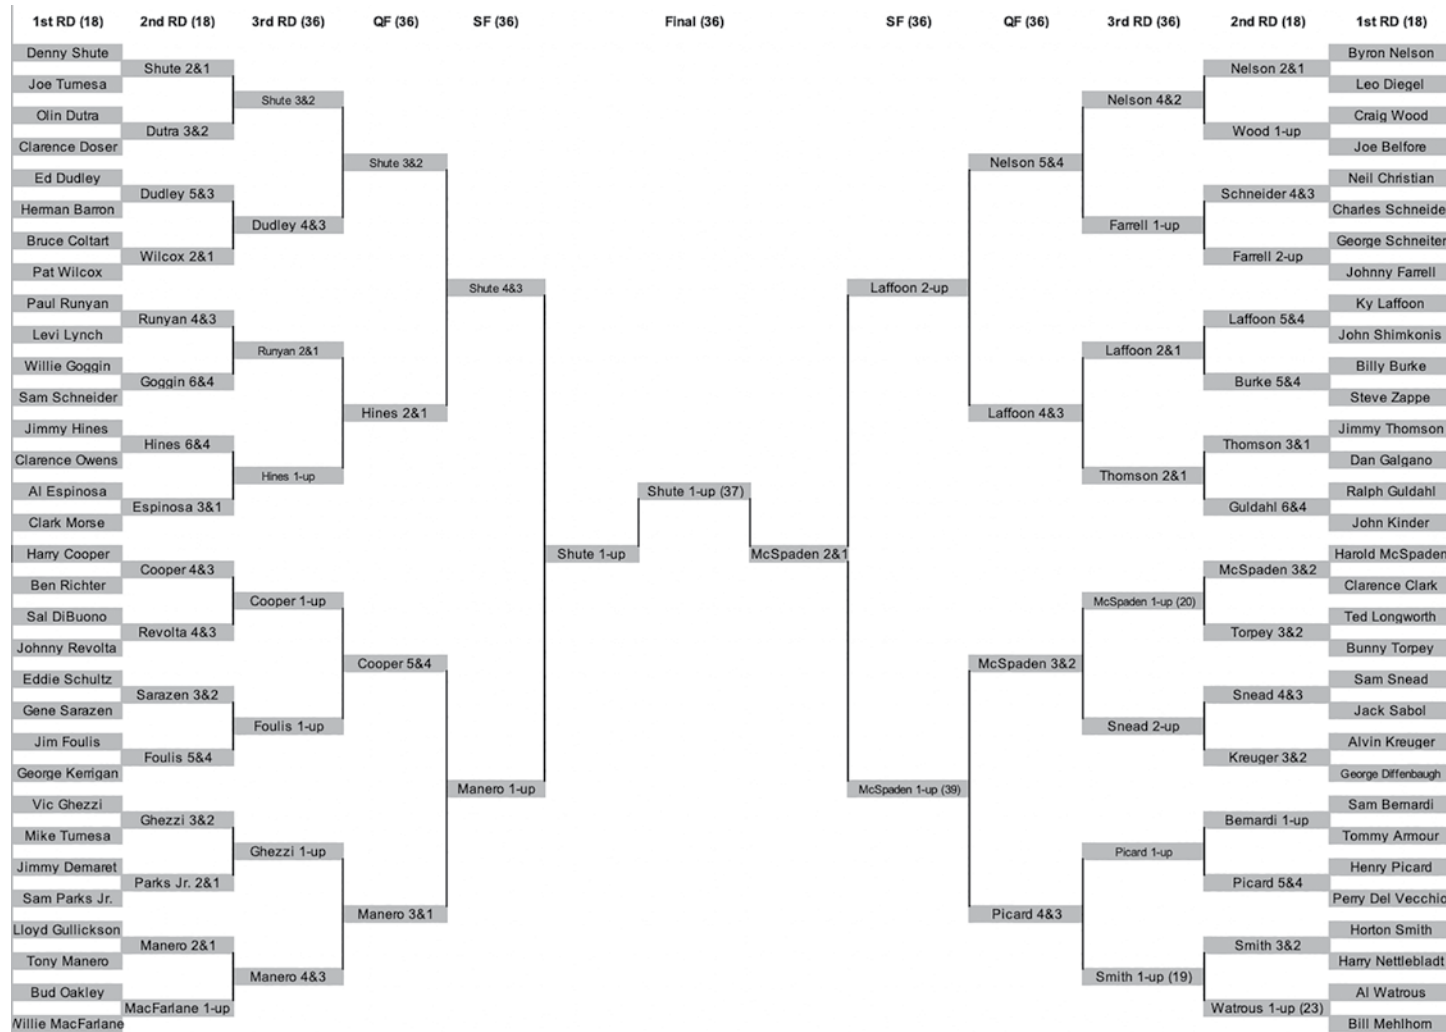 1st RD (18) 2nd RD (18) 3rd RD (36) QF (36) SF (36) Final (36) SF (36) QF (36) 3rd RD (36) 2nd RD (18) 1st RD (18)
Denny Shute Byron Nelson
Shute 2&1 Nelson 2&1
Joe Turnesa Leo Diegel
Shute 3&2 Nelson 4&2
Olin Dutra Craig Wood
Dutra 3&2 Wood 1-up
Clarence Doser Joe Belfore
Shute 3&2 Nelson 5&4
Ed Dudley Neil Christian
Dudley 5&3 Schneider 4&3
Herman Barron Charles Schneide
Dudley 4&3 Farrell 1-up
Bruce Coltart George Schneiter
Wilcox 2&1 Farrell 2-up
Pat Wilcox Johnny Farrell
Shute 4&3 Laffoon 2-up
Paul Runyan Ky Laffoon
Runyan 4&3 Laffoon 5&4
Levi Lynch John Shimkonis
Runyan 2&1 Laffoon 2&1
Willie Goggin Billy Burke
Goggin 6&4 Burke 5&4
Sam Schneider Steve Zappe
Hines 2&1 Laffoon 4&3
Jimmy Hines Jimmy Thomson
Hines 6&4 Thomson 3&1
Clarence Owens Dan Galgano
Hines 1-up Thomson 2&1
Al Espinosa Shute 1-up (37) Ralph Guldahl
Espinosa 3&1 Guldahl 6&4
Clark Morse John Kinder
Harry Cooper Shute 1-up McSpaden 2&1 Harold McSpaden
Cooper 4&3 McSpaden 3&2
Ben Richter Clarence Clark
Cooper 1-up McSpaden 1-up (20)
Sal DiBuono Ted Longworth
Revolta 4&3 Torpey 3&2
Johnny Revolta Bunny Torpey
Cooper 5&4 McSpaden 3&2
Eddie Schultz Sam Snead
Sarazen 3&2 Snead 4&3
Gene Sarazen Jack Sabol
Foulis 1-up Snead 2-up
Jim Foulis Alvin Kreuger
Foulis 5&4 Kreuger 3&2
George Kerrigan George Diffenbaugh
Manero 1-up McSpaden 1-up (39)
Vic Ghezzi Sam Bernardi
Ghezzi 3&2 Bernardi 1-up
Mike Turnesa Tommy Armour
Ghezzi 1-up Picard 1-up
Jimmy Demaret Henry Picard
Parks Jr. 2&1 Picard 5&4
Sam Parks Jr. Perry Del Vecchio
Manero 3&1 Picard 4&3
Lloyd Gullickson Horton Smith
Manero 2&1 Smith 3&2
Tony Manero Harry Nettlebladt
Manero 4&3 Smith 1-up (19)
Bud Oakley Al Watrous
MacFarlane 1-up Watrous 1-up (23)
Willie MacFarlane Bill Mehlhorn